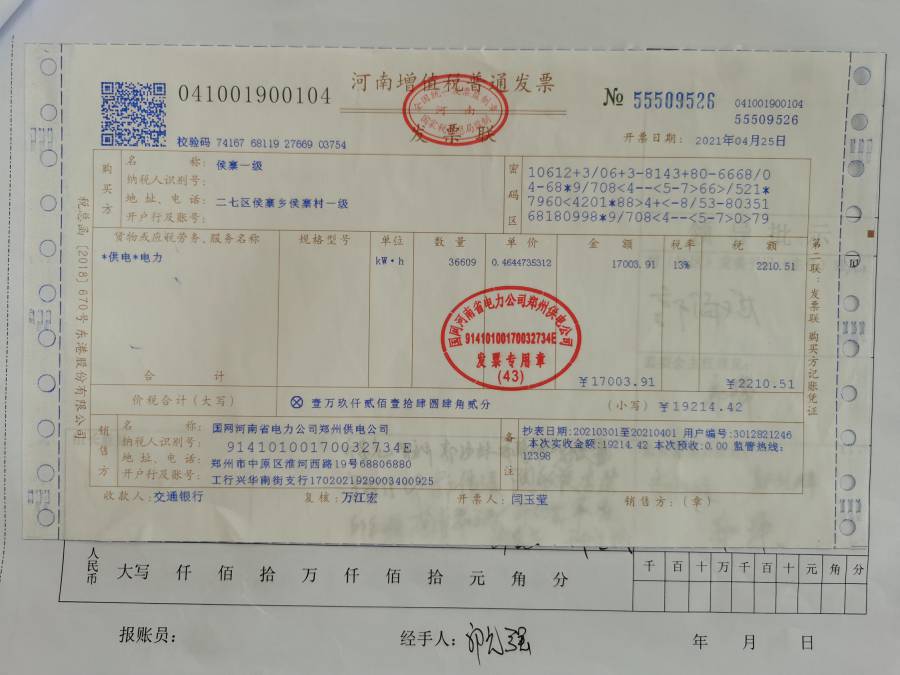 河南增值税普通发票
041001900104
№ 55509526
041001900104
55509526
发票联
校验码 74167 68119 27669 03754
开票日期： 2021年04月25日
购买方
名 称： 侯寨一级
纳税人识别号：
地 址、电 话： 二七区侯寨乡侯寨村一级
开户行及账号：
密码区
10612+3/06+3-8143+80-6668/0
4-68*9/708<4--<5-7>66>/521*
7960<4201*88>4+<-8/53-80351
68180998*9/708<4--<5-7>0>79
货物或应税劳务、服务名称 规格型号 单位 数 量 单 价 金 额 税率 税 额
*供电*电力 kW·h 36609 0.4644735312 17003.91 13% 2210.51
国网河南省电力公司郑州供电公司
91410100170032734E
发票专用章
(43)
合 计 ￥17003.91 ￥2210.51
价税合计（大写） ⊗ 壹万玖仟贰佰壹拾肆圆肆角贰分 （小写）￥19214.42
销售方
名 称： 国网河南省电力公司郑州供电公司
纳税人识别号： 91410100170032734E
地 址、电 话： 郑州市中原区淮河西路19号68806880
开户行及账号： 工行兴华南街支行1702021929003400925
备注
抄表日期:20210301至20210401 用户编号:3012821246
本次实收金额:19214.42 本次预收:0.00 监管热线:
12398
收款人：交通银行 复核：万江宏 开票人：闫玉莹 销售方：（章）
税总函〔2018〕670号 东港股份有限公司
第二联：发票联 购买方记账凭证
人民币 大写 仟 佰 拾 万 仟 佰 拾 元 角 分
千 百 十 万 千 百 十 元 角 分
报账员： 经手人： 年 月 日